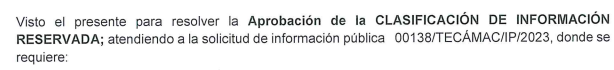 Visto el presente para resolver la Aprobación de la CLASIFICACIÓN DE INFORMACIÓN
RESERVADA; atendiendo a la solicitud de información pública 00138/TECÁMAC/IP/2023, donde se
requiere: